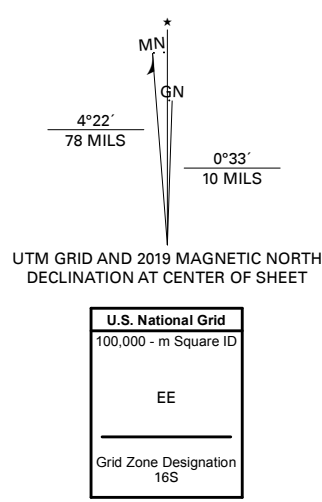 MN
GN
4°22´
78 MILS
0°33´
10 MILS
UTM GRID AND 2019 MAGNETIC NORTH
DECLINATION AT CENTER OF SHEET
U.S. National Grid
100,000 - m Square ID
EE
Grid Zone Designation
16S